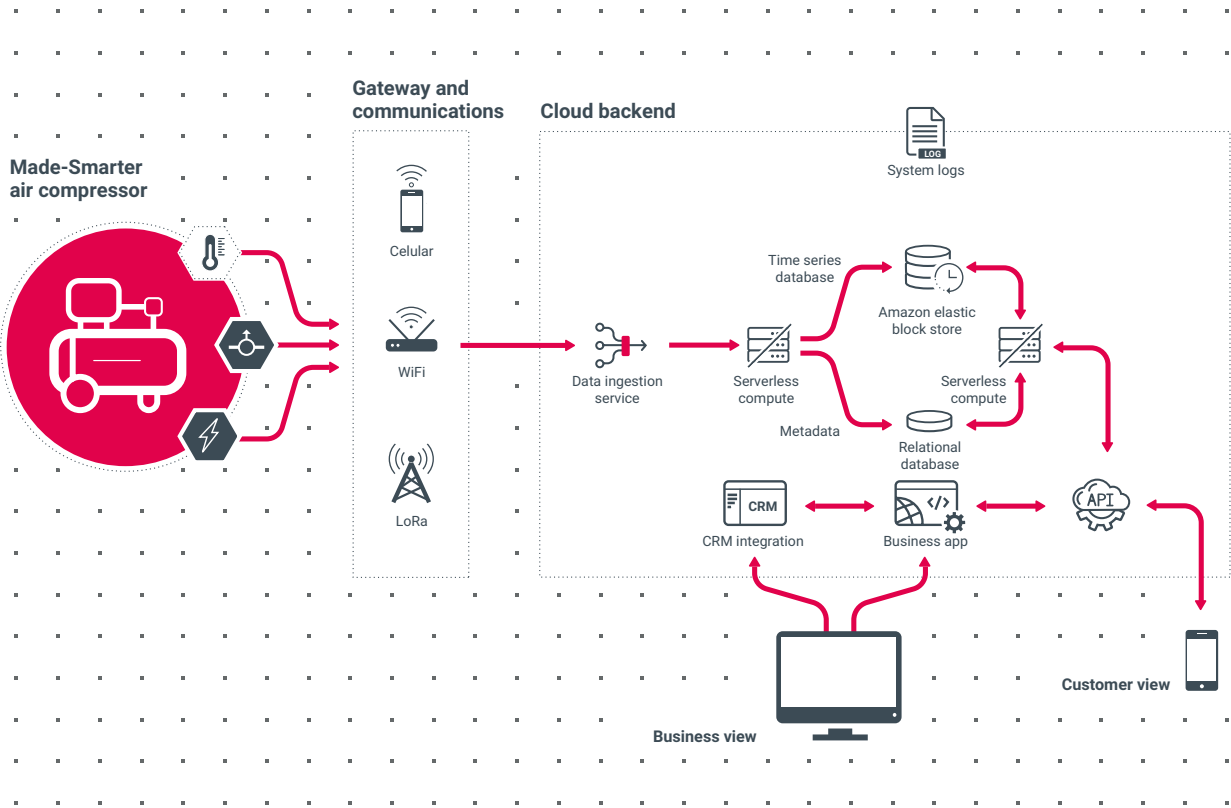 Gateway and
communications
Cloud backend
Made-Smarter
air compressor
LOG
System logs
Celular
WiFi
LoRa
Data ingestion
service
Serverless
compute
Time series
database
Metadata
Amazon elastic
block store
Serverless
compute
Relational
database
CRM
CRM integration
</>
Business app
API
Business view
Customer view